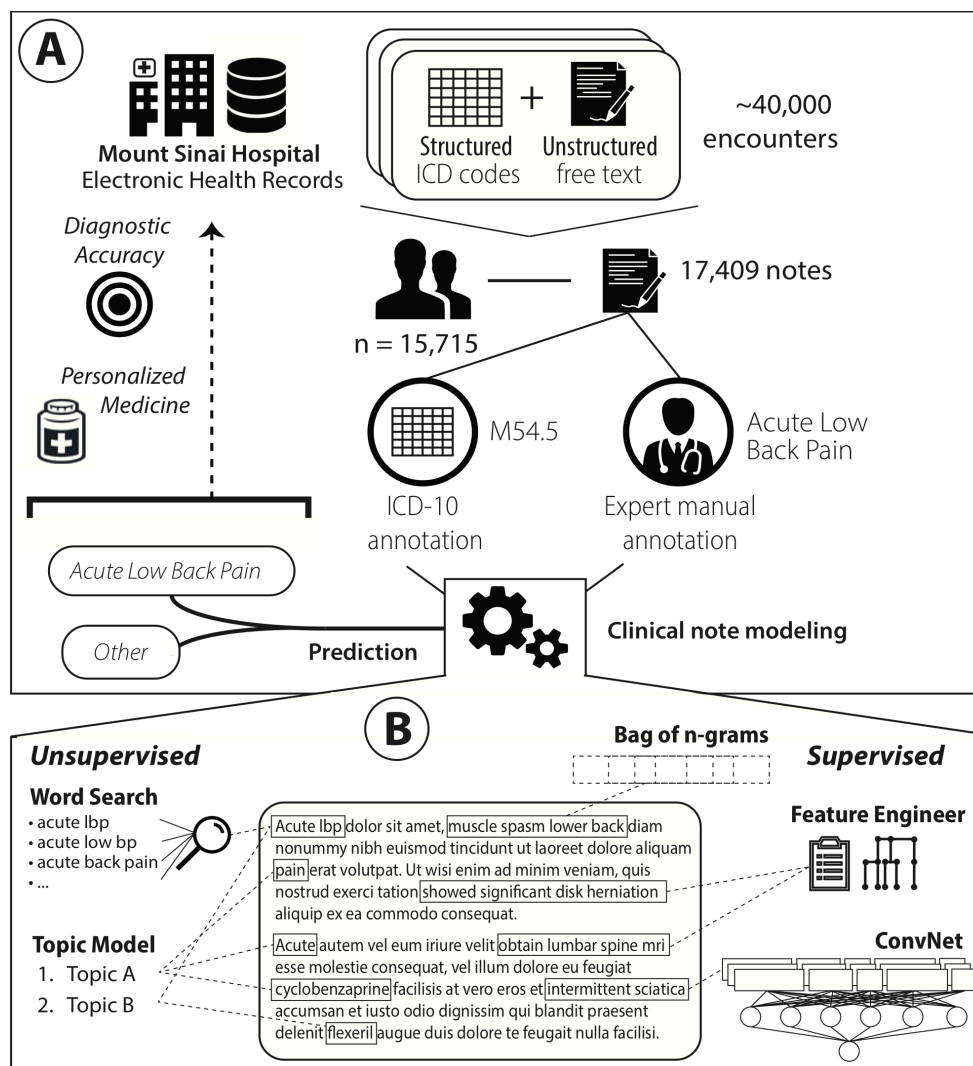 A
Mount Sinai Hospital
Electronic Health Records
Structured
ICD codes
+
Unstructured
free text
~40,000
encounters
Diagnostic
Accuracy
Personalized
Medicine
n = 15,715
17,409 notes
M54.5
ICD-10
annotation
Acute Low
Back Pain
Expert manual
annotation
Acute Low Back Pain
Other
Prediction
Clinical note modeling
B
Unsupervised
Word Search
• acute lbp
• acute low bp
• acute back pain
• ...
Topic Model
1. Topic A
2. Topic B
Bag of n-grams
Acute lbp dolor sit amet, muscle spasm lower back diam
nonummy nibh euismod tincidunt ut laoreet dolore aliquam
pain erat volutpat. Ut wisi enim ad minim veniam, quis
nostrud exerci tation showed significant disk herniation
aliquip ex ea commodo consequat.
Acute autem vel eum iriure velit obtain lumbar spine mri
esse molestie consequat, vel illum dolore eu feugiat
cyclobenzaprine facilisis at vero eros et intermittent sciatica
accumsan et iusto odio dignissim qui blandit praesent
delenit flexeril augue duis dolore te feugait nulla facilisi.
Supervised
Feature Engineer
ConvNet